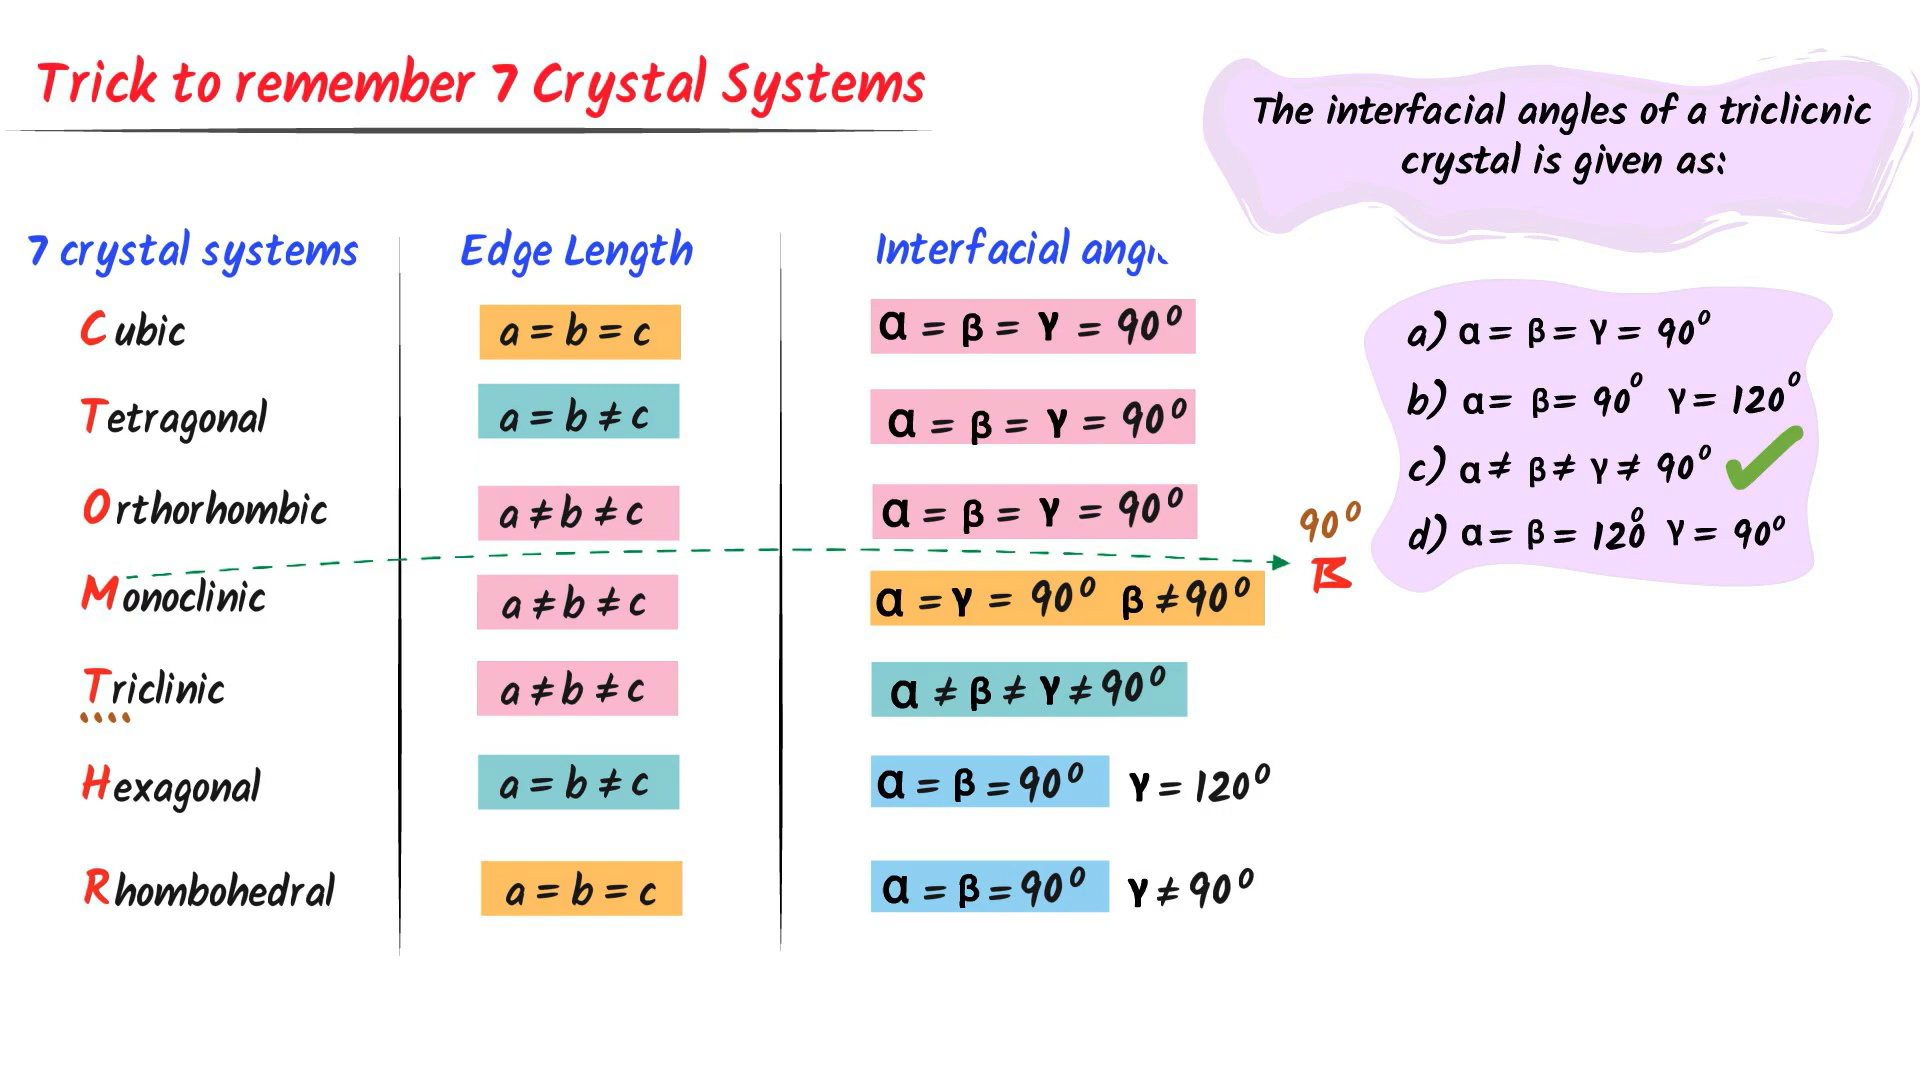 Trick to remember 7 Crystal Systems
The interfacial angles of a triclicnic
crystal is given as:
7 crystal systems
Edge Length
Interfacial
Cubic
a = b = c
α = β = γ = 90⁰
Tetragonal
a = b ≠ c
α = β = γ = 90⁰
Orthorhombic
a ≠ b ≠ c
α = β = γ = 90⁰
Monoclinic
a ≠ b ≠ c
α = γ = 90⁰ β ≠ 90⁰
90⁰
B
Triclinic
a ≠ b ≠ c
α ≠ β ≠ γ ≠ 90⁰
Hexagonal
a = b ≠ c
α = β = 90⁰ γ = 120⁰
Rhombohedral
a = b = c
α = β = 90⁰ γ ≠ 90⁰
a) α = β = γ = 90⁰
b) α = β = 90⁰ γ = 120⁰
c) α ≠ β ≠ γ ≠ 90⁰
d) α = β = 120⁰ γ = 90⁰